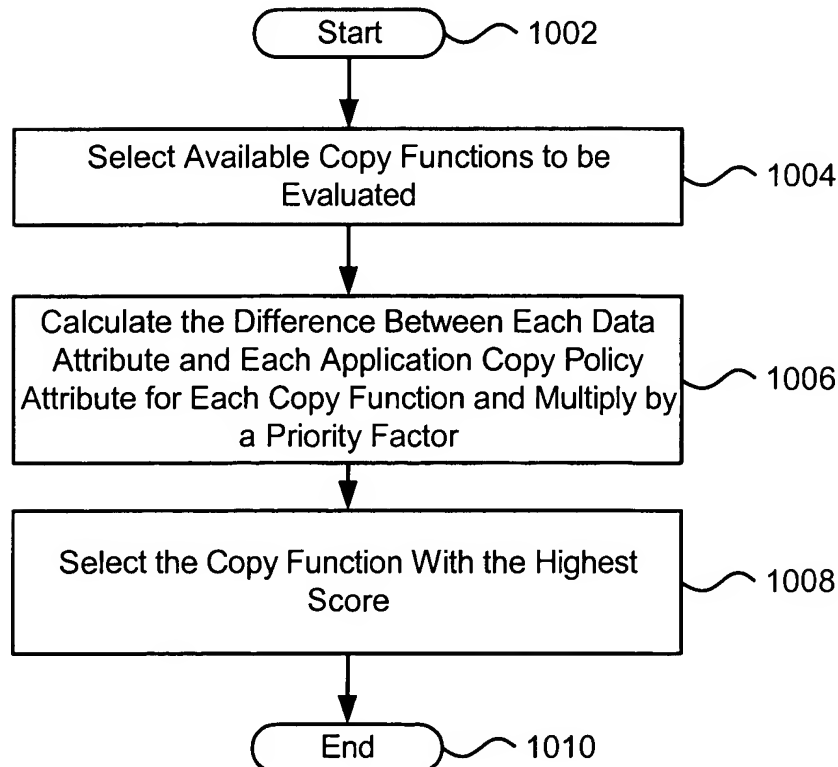 Start
1002
Select Available Copy Functions to be
Evaluated
1004
Calculate the Difference Between Each Data
Attribute and Each Application Copy Policy
Attribute for Each Copy Function and Multiply by
a Priority Factor
1006
Select the Copy Function With the Highest
Score
1008
End
1010